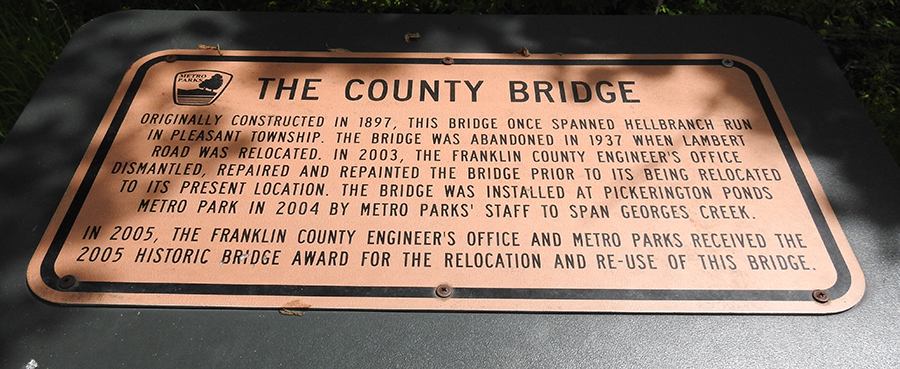 METRO
PARKS
THE COUNTY BRIDGE
ORIGINALLY CONSTRUCTED IN 1897, THIS BRIDGE ONCE SPANNED HELLBRANCH RUN
IN PLEASANT TOWNSHIP. THE BRIDGE WAS ABANDONED IN 1937 WHEN LAMBERT
ROAD WAS RELOCATED. IN 2003, THE FRANKLIN COUNTY ENGINEER'S OFFICE
DISMANTLED, REPAIRED AND REPAINTED THE BRIDGE PRIOR TO ITS BEING RELOCATED
TO ITS PRESENT LOCATION. THE BRIDGE WAS INSTALLED AT PICKERINGTON PONDS
METRO PARK IN 2004 BY METRO PARKS' STAFF TO SPAN GEORGES CREEK.
IN 2005, THE FRANKLIN COUNTY ENGINEER'S OFFICE AND METRO PARKS RECEIVED THE
2005 HISTORIC BRIDGE AWARD FOR THE RELOCATION AND RE-USE OF THIS BRIDGE.